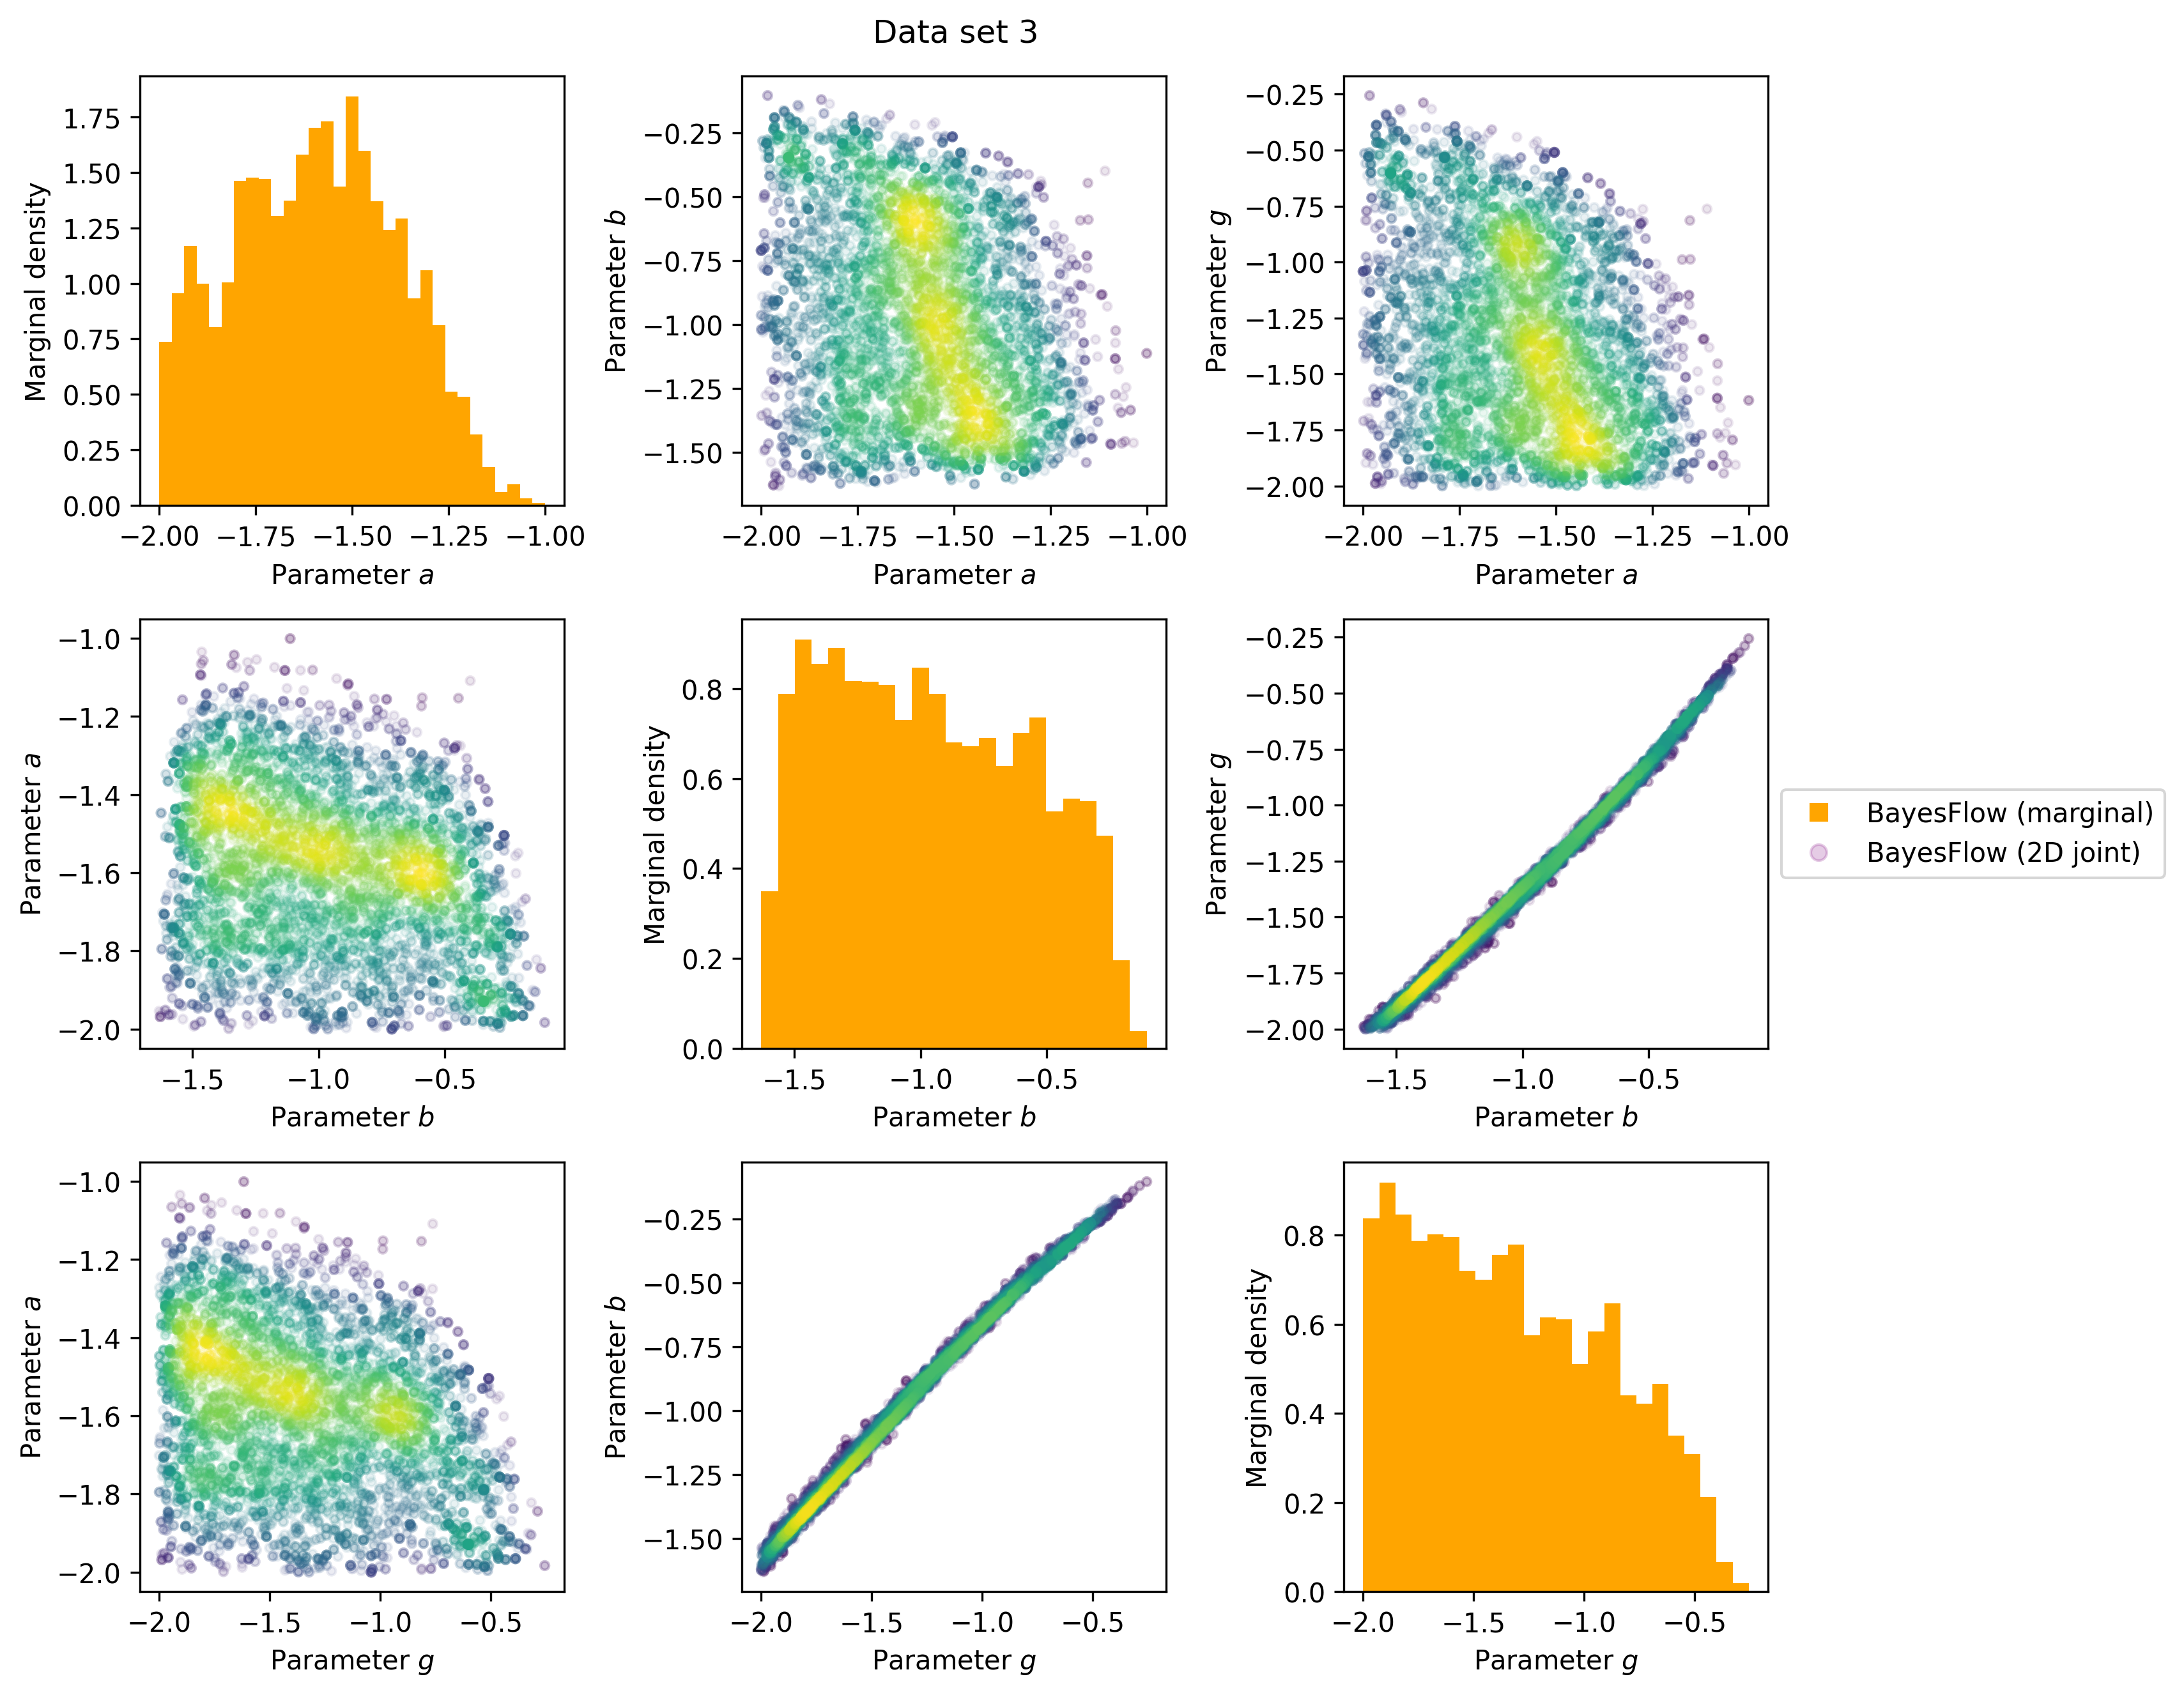 Data set 3
1.75
1.50
1.25
1.00
0.75
0.50
0.25
0.00
Marginal density
−2.00 −1.75 −1.50 −1.25 −1.00
Parameter a
−0.25
−0.50
−0.75
−1.00
−1.25
−1.50
Parameter b
−2.00 −1.75 −1.50 −1.25 −1.00
Parameter a
−0.25
−0.50
−0.75
−1.00
−1.25
−1.50
−1.75
−2.00
Parameter g
−2.00 −1.75 −1.50 −1.25 −1.00
Parameter a
−1.0
−1.2
−1.4
−1.6
−1.8
−2.0
Parameter a
−1.5 −1.0 −0.5
Parameter b
0.8
0.6
0.4
0.2
0.0
Marginal density
−1.5 −1.0 −0.5
Parameter b
−0.25
−0.50
−0.75
−1.00
−1.25
−1.50
−1.75
−2.00
Parameter g
−1.5 −1.0 −0.5
Parameter b
BayesFlow (marginal)
BayesFlow (2D joint)
−1.0
−1.2
−1.4
−1.6
−1.8
−2.0
Parameter a
−2.0 −1.5 −1.0 −0.5
Parameter g
−0.25
−0.50
−0.75
−1.00
−1.25
−1.50
Parameter b
−2.0 −1.5 −1.0 −0.5
Parameter g
0.8
0.6
0.4
0.2
0.0
Marginal density
−2.0 −1.5 −1.0 −0.5
Parameter g